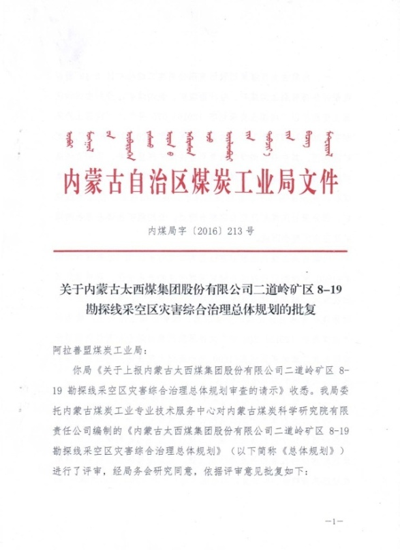 内蒙古自治区煤炭工业局文件
内煤局字〔2016〕213号
关于内蒙古太西煤集团股份有限公司二道岭矿区 8-19
勘探线采空区灾害综合治理总体规划的批复
阿拉善盟煤炭工业局：
你局《关于上报内蒙古太西煤集团股份有限公司二道岭矿区 8-
19 勘探线采空区灾害综合治理总体规划审查的请示》收悉。我局委
托内蒙古煤炭工业专业技术服务中心对内蒙古煤炭科学研究院有限
责任公司编制的《内蒙古太西煤集团股份有限公司二道岭矿区 8-19
勘探线采空区灾害综合治理总体规划》（以下简称《总体规划》）
进行了评审，经局务会研究同意，依据评审意见批复如下：
—1—